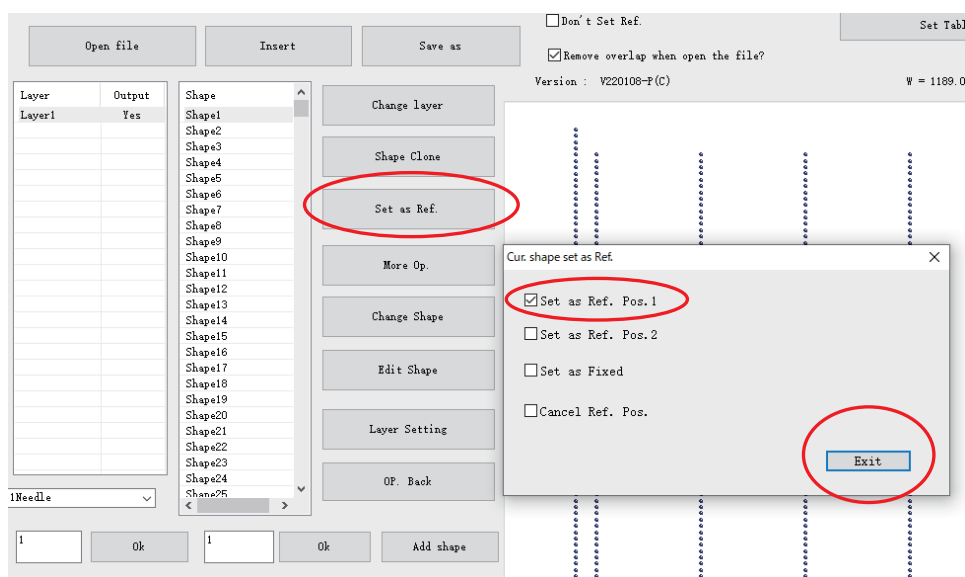 Open file
Insert
Save as
Don't Set Ref.
Set Tabl
Remove overlap when open the file?
Version : V220108-P(C)
W = 1189.0
Layer Output
Layer1 Yes
Shape
Shape1
Shape2
Shape3
Shape4
Shape5
Shape6
Shape7
Shape8
Shape9
Shape10
Shape11
Shape12
Shape13
Shape14
Shape15
Shape16
Shape17
Shape18
Shape19
Shape20
Shape21
Shape22
Shape23
Shape24
Shape25
Change layer
Shape Clone
Set as Ref.
More Op.
Change Shape
Edit Shape
Layer Setting
OP. Back
Cur. shape set as Ref.
Set as Ref. Pos.1
Set as Ref. Pos.2
Set as Fixed
Cancel Ref. Pos.
Exit
1Needle
1
Ok
1
Ok
Add shape